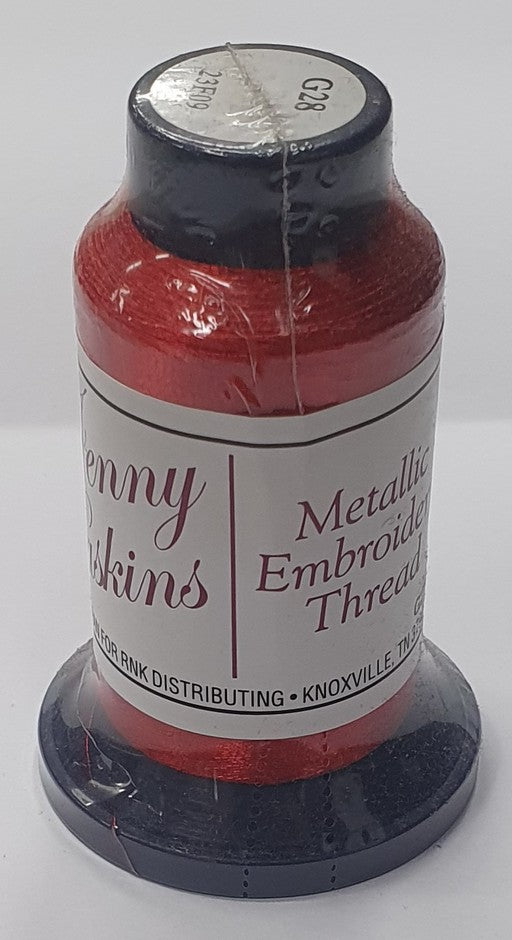 G28
23F09
enny
skins
Metallic
Embroider
Thread
FOR RNK DISTRIBUTING • KNOXVILLE, TN